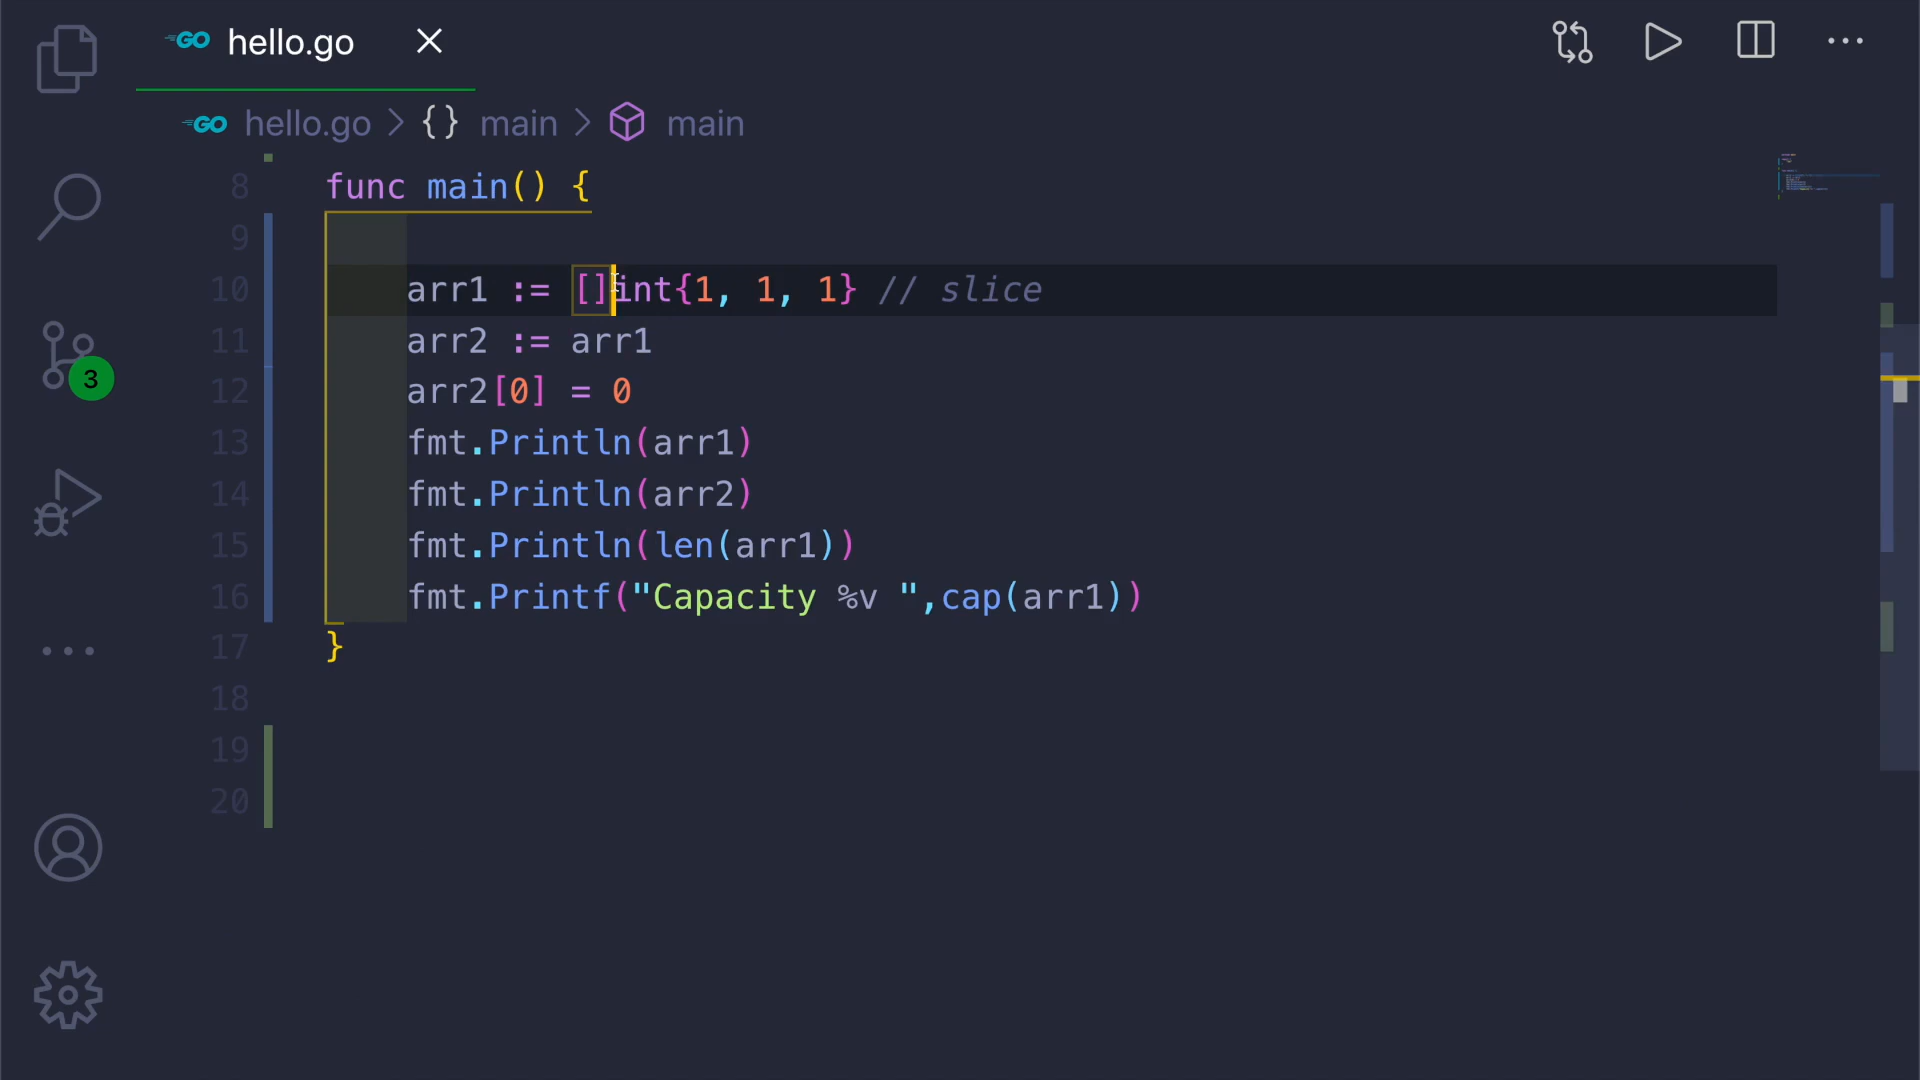 GO hello.go
GO hello.go > {} main > main
8 func main() {
9
10 arr1 := []int{1, 1, 1} // slice
11 arr2 := arr1
12 arr2[0] = 0
13 fmt.Println(arr1)
14 fmt.Println(arr2)
15 fmt.Println(len(arr1))
16 fmt.Printf("Capacity %v ",cap(arr1))
17 }
18
19
20
3